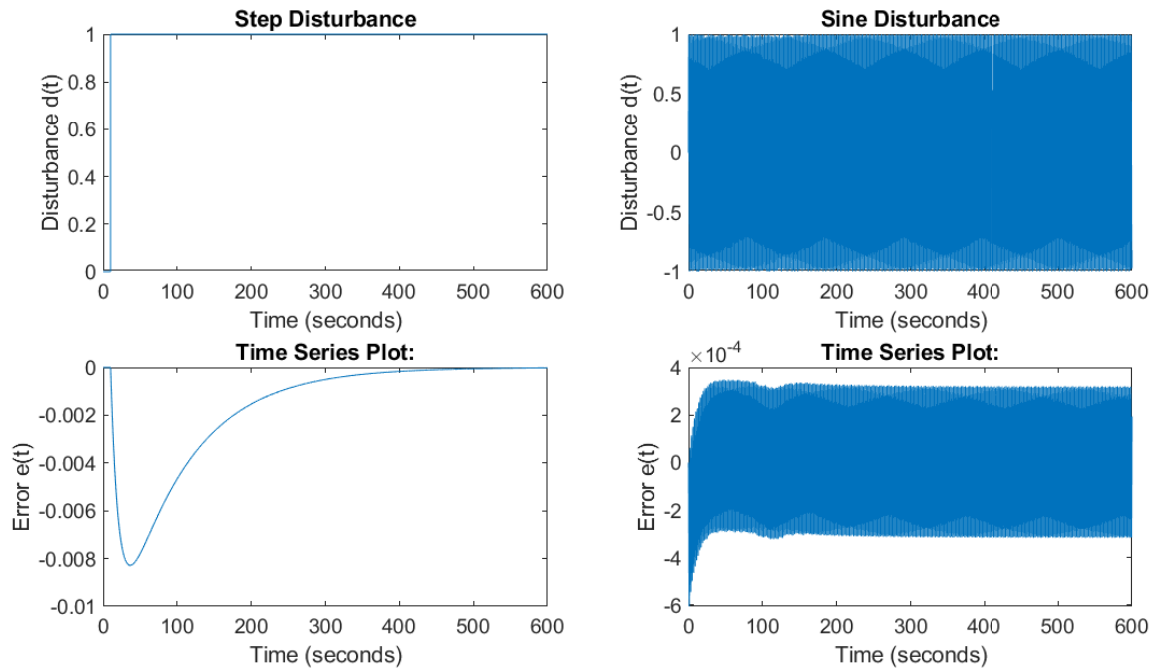 Step Disturbance
1
0.8
0.6
0.4
0.2
0
Disturbance d(t)
0 100 200 300 400 500 600
Time (seconds)
Sine Disturbance
1
0.5
0
-0.5
-1
Disturbance d(t)
0 100 200 300 400 500 600
Time (seconds)
Time Series Plot:
0
-0.002
-0.004
-0.006
-0.008
-0.01
Error e(t)
0 100 200 300 400 500 600
Time (seconds)
×10⁻⁴
Time Series Plot:
4
2
0
-2
-4
-6
Error e(t)
0 100 200 300 400 500 600
Time (seconds)